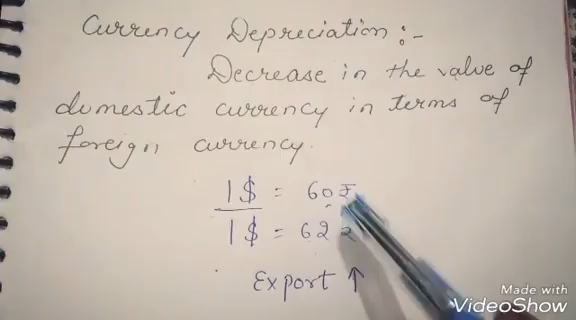 Currency Depreciation :-
Decrease in the value of
domestic currency in terms of
foreign currency.
1$ = 60₹
1$ = 62₹
Export ↑
Made with
VideoShow